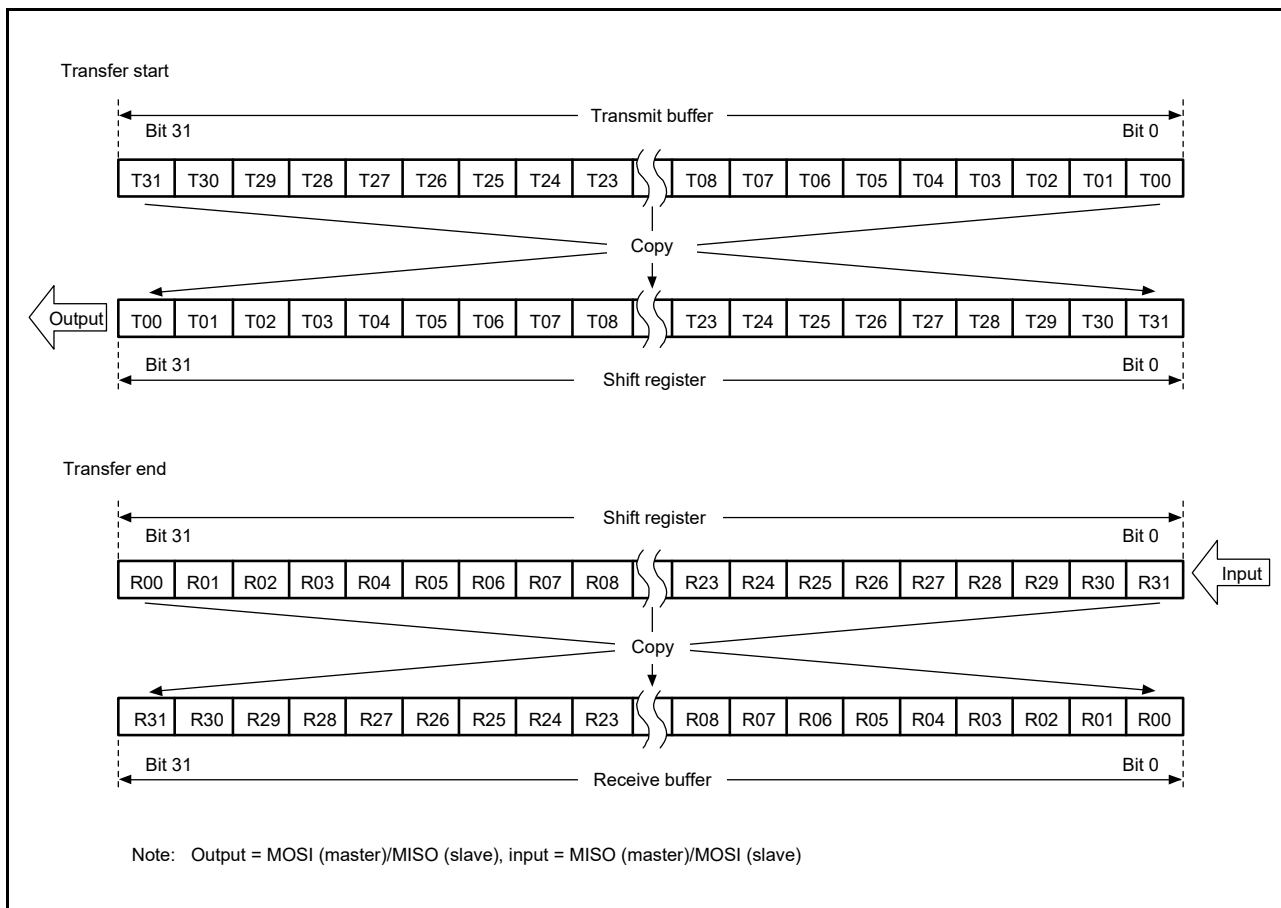 Transfer start
Transmit buffer
Bit 31 Bit 0
T31 T30 T29 T28 T27 T26 T25 T24 T23 T08 T07 T06 T05 T04 T03 T02 T01 T00
Copy
Output T00 T01 T02 T03 T04 T05 T06 T07 T08 T23 T24 T25 T26 T27 T28 T29 T30 T31
Bit 31 Bit 0
Shift register
Transfer end
Shift register
Bit 31 Bit 0
R00 R01 R02 R03 R04 R05 R06 R07 R08 R23 R24 R25 R26 R27 R28 R29 R30 R31 Input
Copy
R31 R30 R29 R28 R27 R26 R25 R24 R23 R08 R07 R06 R05 R04 R03 R02 R01 R00
Bit 31 Bit 0
Receive buffer
Note: Output = MOSI (master)/MISO (slave), input = MISO (master)/MOSI (slave)